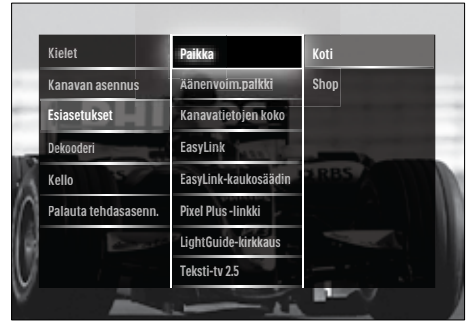 Kielet
Kanavan asennus
Esiasetukset
Dekooderi
Kello
Palauta tehdasasenn.
Paikka
Äänenvoim.palkki
Kanavatietojen koko
EasyLink
EasyLink-kaukosäädin
Pixel Plus -linkki
LightGuide-kirkkaus
Teksti-tv 2.5
Koti
Shop
RBS